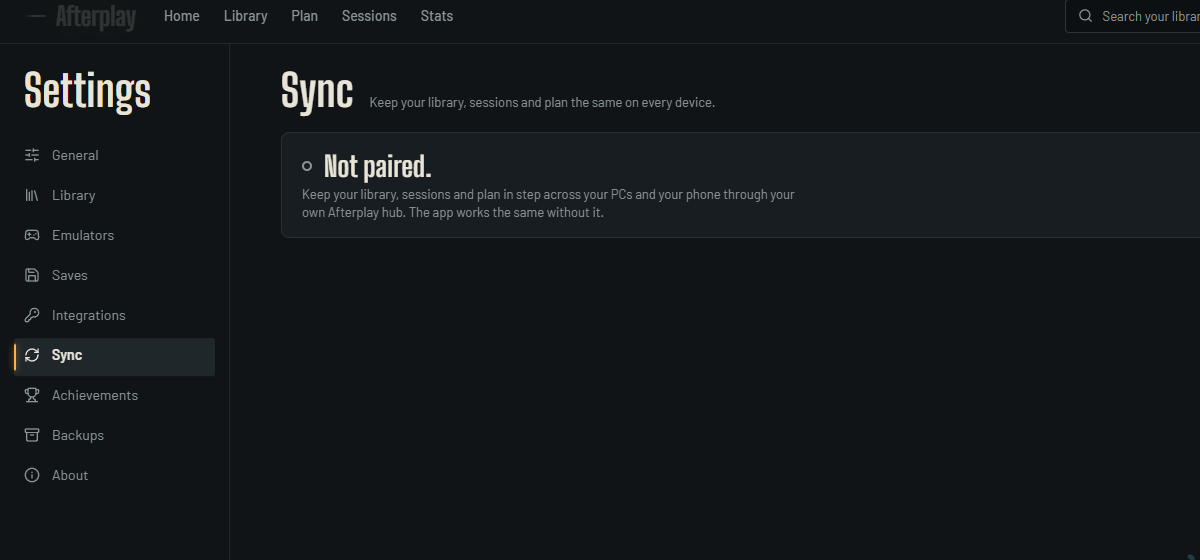 Afterplay Home Library Plan Sessions Stats Search your librar
Settings
General
Library
Emulators
Saves
Integrations
Sync
Achievements
Backups
About
Sync Keep your library, sessions and plan the same on every device.
Not paired.
Keep your library, sessions and plan in step across your PCs and your phone through your
own Afterplay hub. The app works the same without it.